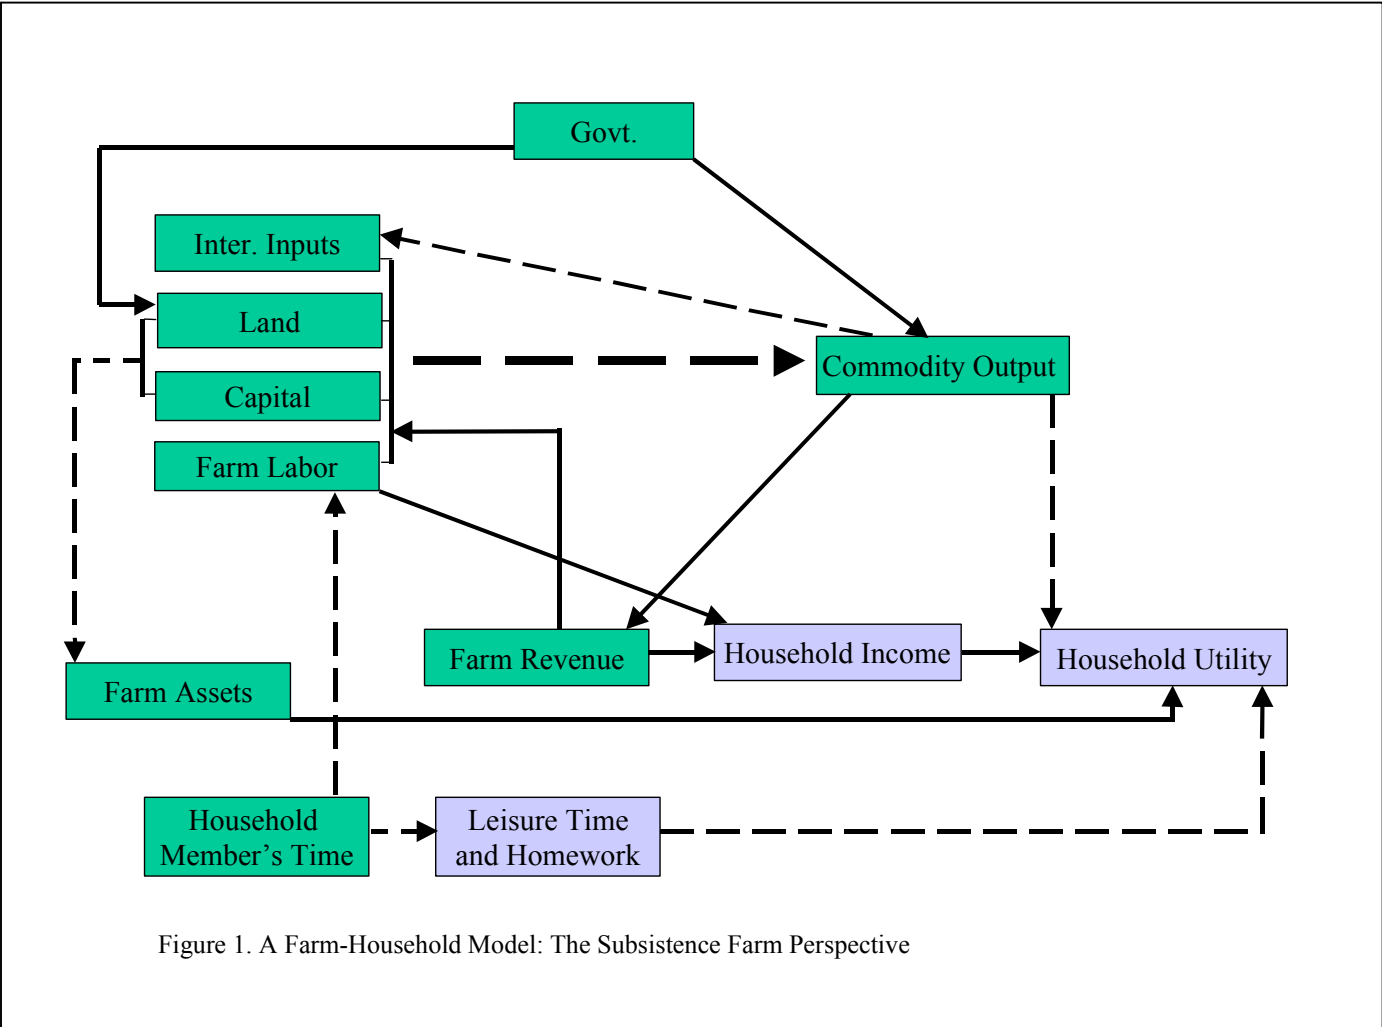 Govt.
Inter. Inputs
Land
Capital
Farm Labor
Commodity Output
Farm Revenue
Household Income
Household Utility
Farm Assets
Household
Member’s Time
Leisure Time
and Homework
Figure 1. A Farm-Household Model: The Subsistence Farm Perspective